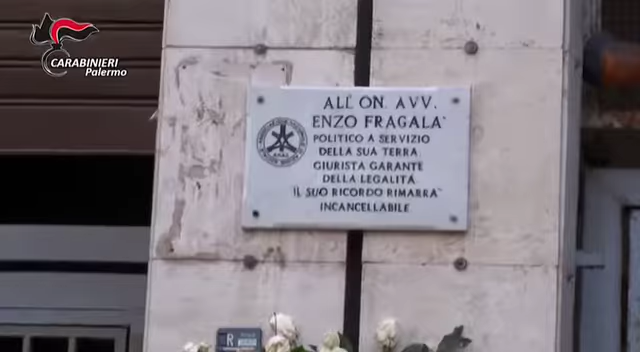 CARABINIERI
Palermo
ALL' ON. AVV.
ENZO FRAGALA'
POLITICO A SERVIZIO
DELLA SUA TERRA
GIURISTA GARANTE
DELLA LEGALITÀ
IL SUO RICORDO RIMARRA'
INCANCELLABILE
R